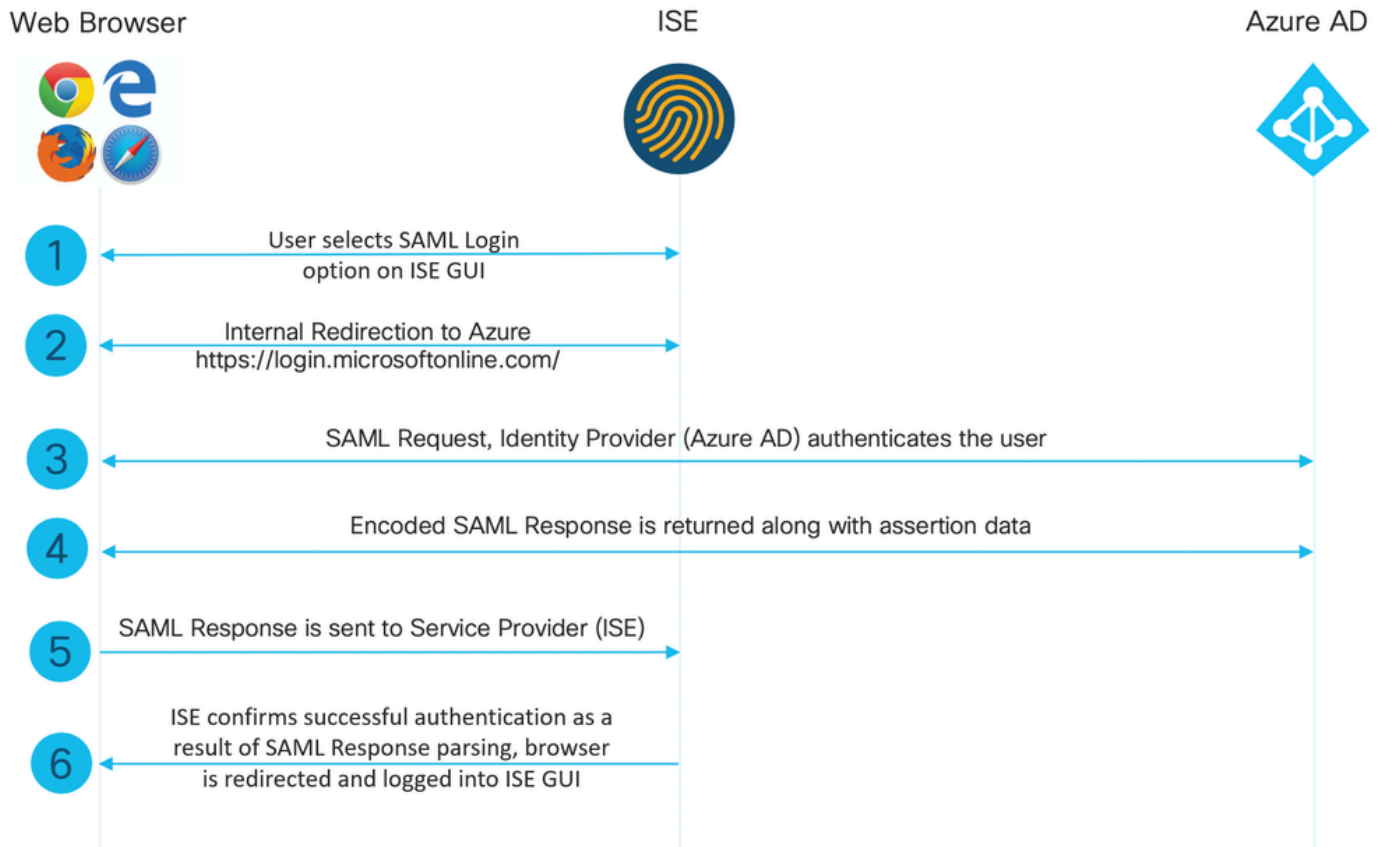 Web Browser
ISE
Azure AD
1
User selects SAML Login
option on ISE GUI
2
Internal Redirection to Azure
https://login.microsoftonline.com/
3
SAML Request, Identity Provider (Azure AD) authenticates the user
4
Encoded SAML Response is returned along with assertion data
5
SAML Response is sent to Service Provider (ISE)
6
ISE confirms successful authentication as a
result of SAML Response parsing, browser
is redirected and logged into ISE GUI